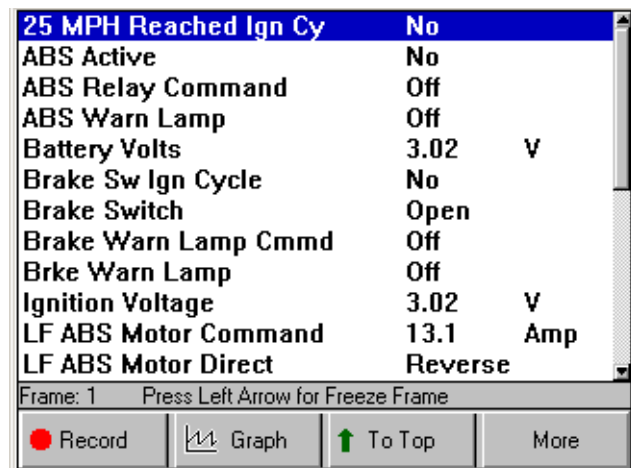 25 MPH Reached Ign Cy No
ABS Active No
ABS Relay Command Off
ABS Warn Lamp Off
Battery Volts 3.02 V
Brake Sw Ign Cycle No
Brake Switch Open
Brake Warn Lamp Cmmd Off
Brke Warn Lamp Off
Ignition Voltage 3.02 V
LF ABS Motor Command 13.1 Amp
LF ABS Motor Direct Reverse
Frame: 1 Press Left Arrow for Freeze Frame
Record Graph To Top More